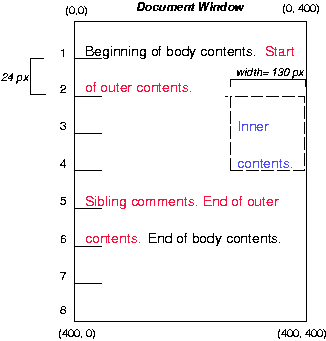 Document Window
(0,0) (0, 400)
1 Beginning of body contents. Start
24 px width= 130 px
2 of outer contents.
3 Inner
4 contents.
5 Sibling comments. End of outer
6 contents. End of body contents.
7
8
(400, 0) (400, 400)